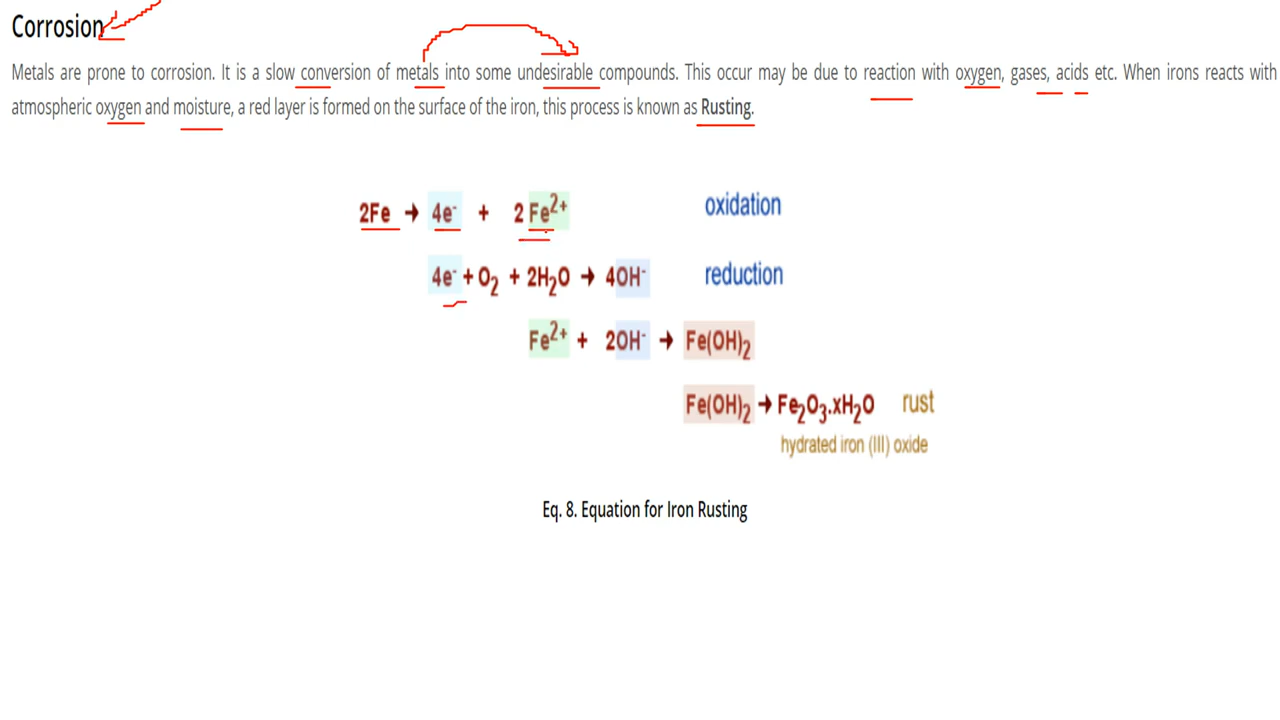 Corrosion
Metals are prone to corrosion. It is a slow conversion of metals into some undesirable compounds. This occur may be due to reaction with oxygen, gases, acids etc. When irons reacts with
atmospheric oxygen and moisture, a red layer is formed on the surface of the iron, this process is known as Rusting.
2Fe → 4e⁻ + 2 Fe²⁺ oxidation
4e⁻ + O₂ + 2H₂O → 4OH⁻ reduction
Fe²⁺ + 2OH⁻ → Fe(OH)₂
Fe(OH)₂ → Fe₂O₃.xH₂O rust
hydrated iron (III) oxide
Eq. 8. Equation for Iron Rusting